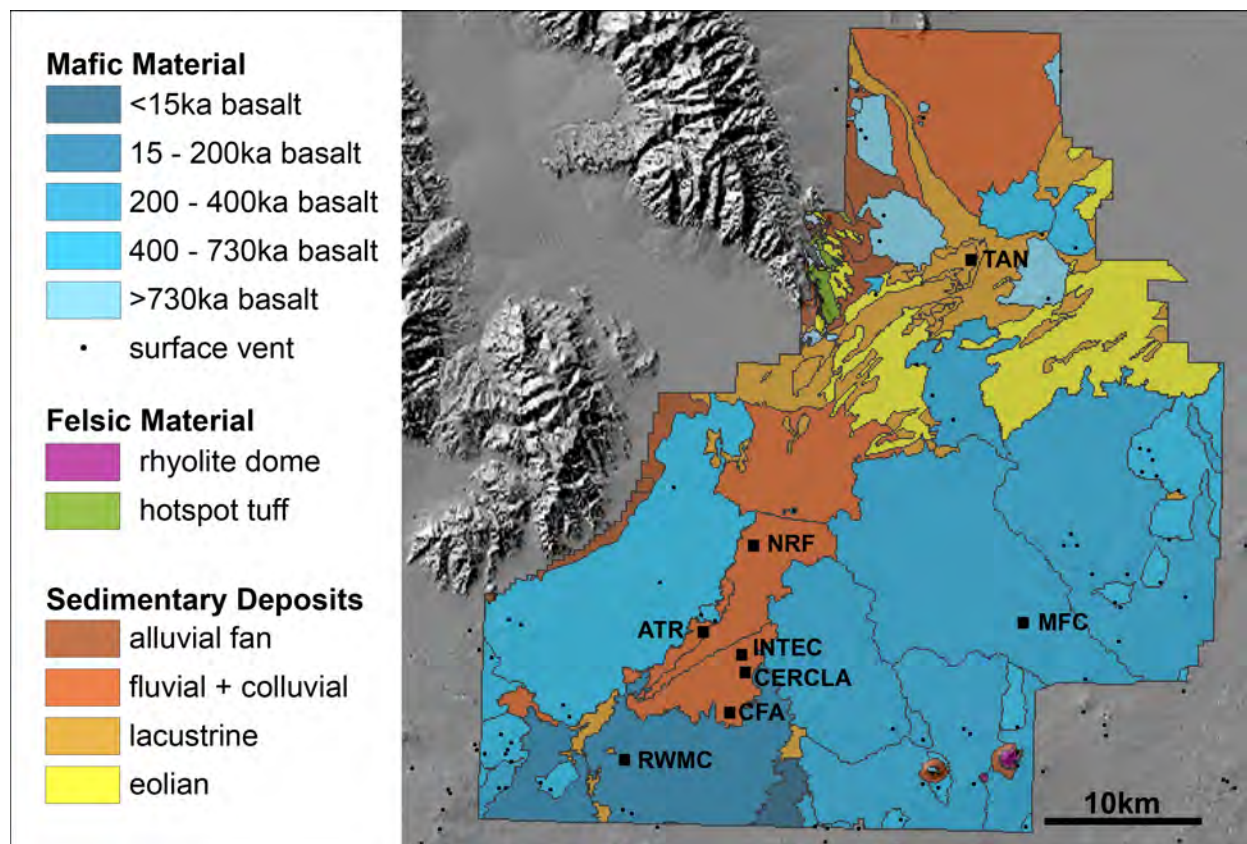 Mafic Material
<15ka basalt
15 - 200ka basalt
200 - 400ka basalt
400 - 730ka basalt
>730ka basalt
surface vent
Felsic Material
rhyolite dome
hotspot tuff
Sedimentary Deposits
alluvial fan
fluvial + colluvial
lacustrine
eolian
TAN
NRF
ATR
MFC
INTEC
CERCLA
CFA
RWMC
10km